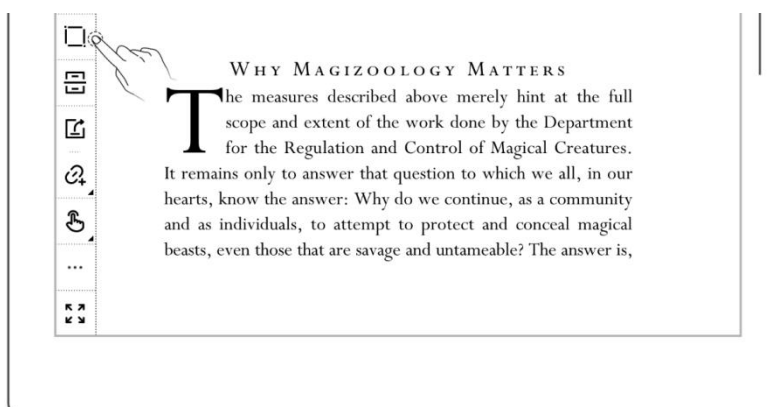 WHY MAGIZOOLOGY MATTERS
The measures described above merely hint at the full
scope and extent of the work done by the Department
for the Regulation and Control of Magical Creatures.
It remains only to answer that question to which we all, in our
hearts, know the answer: Why do we continue, as a community
and as individuals, to attempt to protect and conceal magical
beasts, even those that are savage and untameable? The answer is,